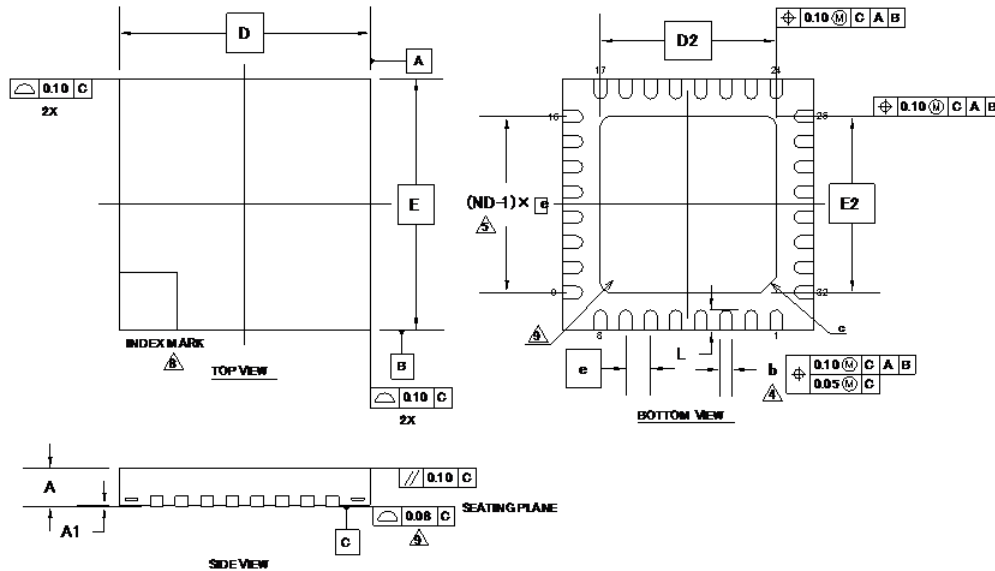 D
A
0.10 C
2X
E
INDEX MARK
8
TOP VIEW
B
0.10 C
2X
0.10 Ⓜ C A B
D2
17
24
0.10 Ⓜ C A B
16
25
(ND-1)× e
5
E2
9
32
9
8
1
c
e
L
b
4
0.10 Ⓜ C A B
0.05 Ⓜ C
BOTTOM VIEW
A
// 0.10 C
A1
SEATING PLANE
0.08 C
9
C
SIDE VIEW